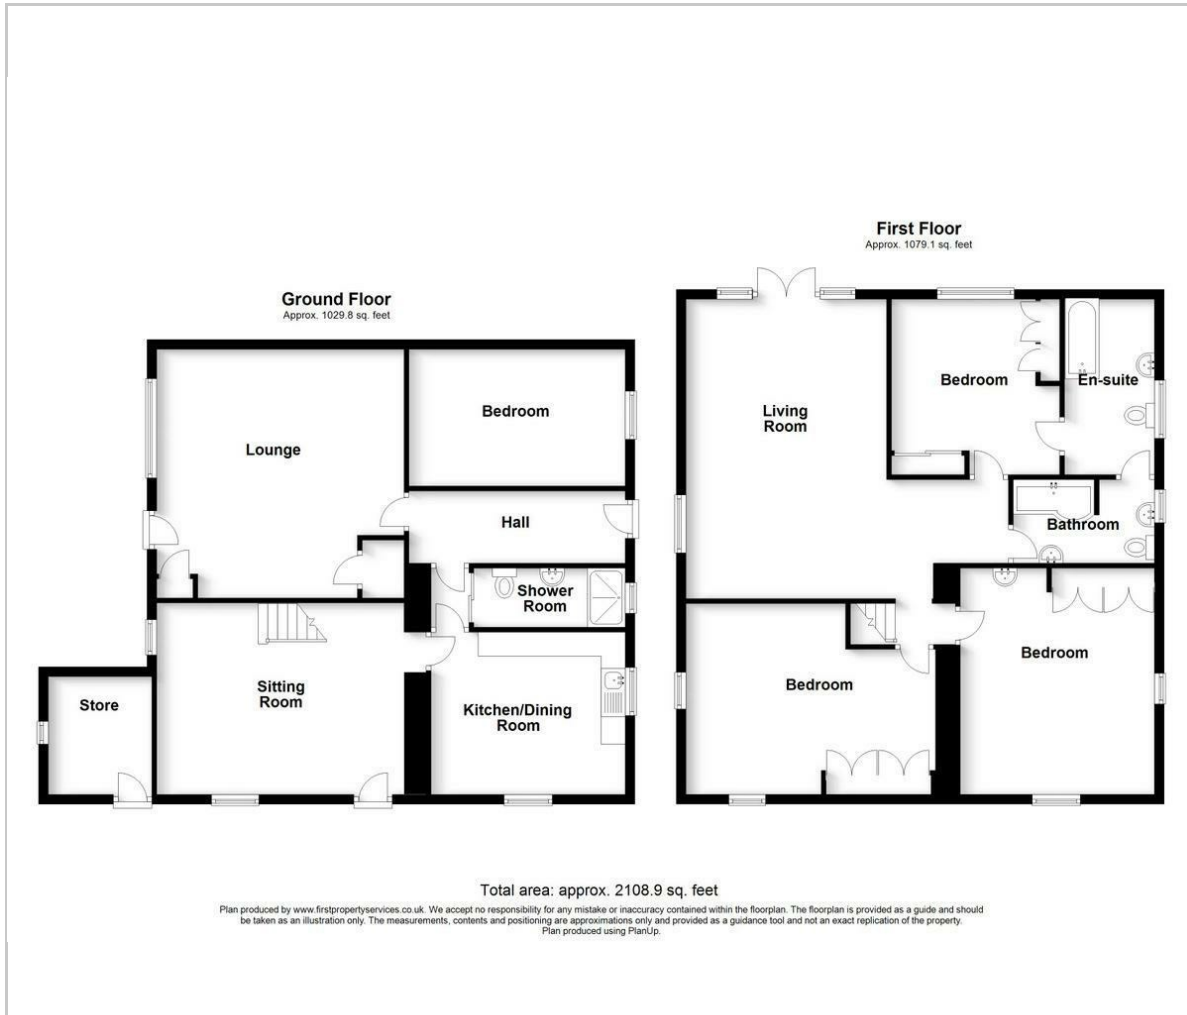 First Floor
Approx. 1079.1 sq. feet
Ground Floor
Approx. 1029.8 sq. feet
Bedroom
Lounge
Hall
Shower
Room
Sitting
Room
Kitchen/Dining
Room
Store
Living
Room
Bedroom
En-suite
Bathroom
Bedroom
Bedroom
Total area: approx. 2108.9 sq. feet
Plan produced by www.firstpropertyservices.co.uk. We accept no responsibility for any mistake or inaccuracy contained within the floorplan. The floorplan is provided as a guide and should
be taken as an illustration only. The measurements, contents and positioning are approximations only and provided as a guidance tool and not an exact replication of the property.
Plan produced using PlanUp.